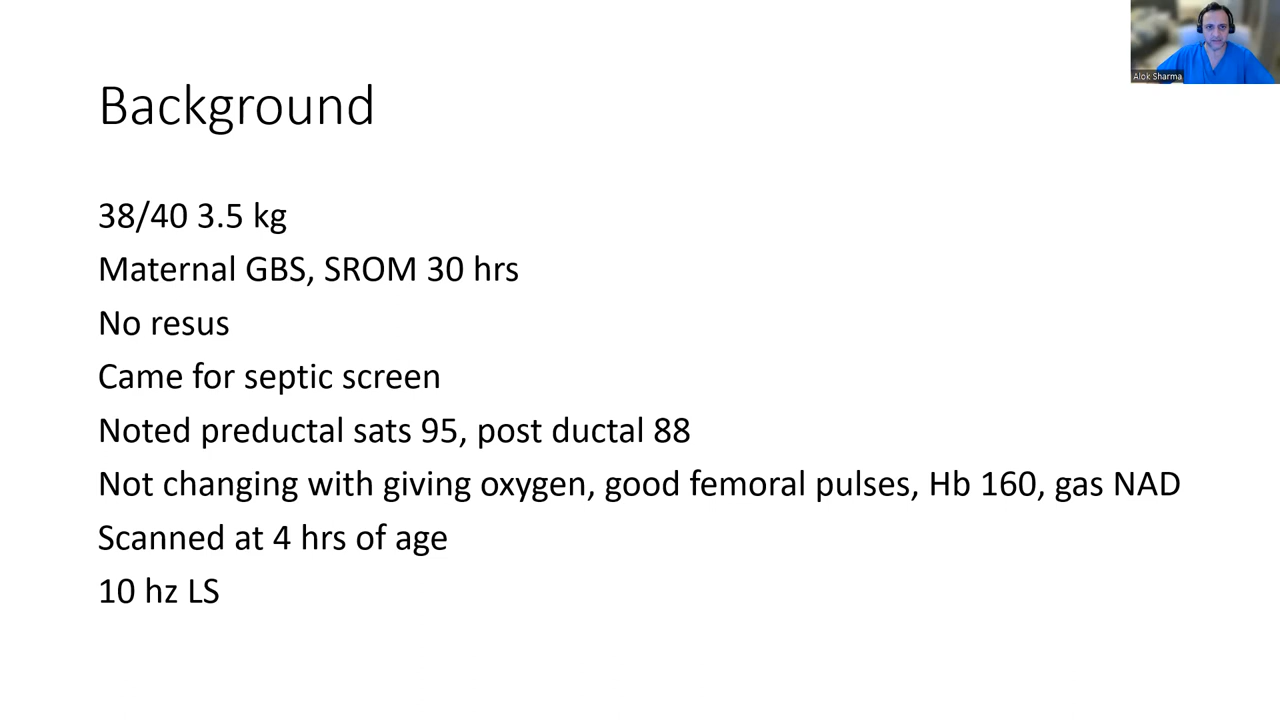 Alok Sharma
Background
38/40 3.5 kg
Maternal GBS, SROM 30 hrs
No resus
Came for septic screen
Noted preductal sats 95, post ductal 88
Not changing with giving oxygen, good femoral pulses, Hb 160, gas NAD
Scanned at 4 hrs of age
10 hz LS